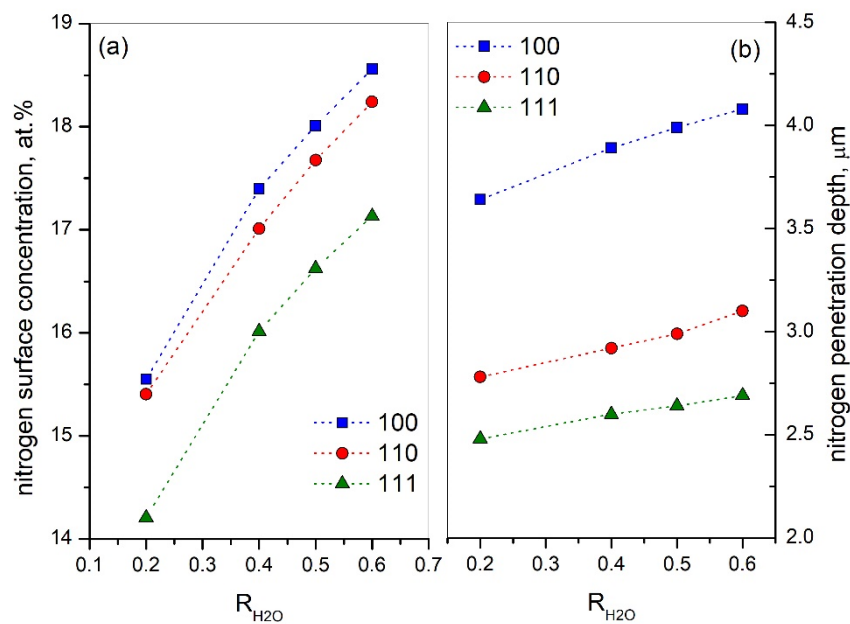 (a)
nitrogen surface concentration, at.%
19
18
17
16
15
14
100
110
111
0.1 0.2 0.3 0.4 0.5 0.6 0.7
R_H2O
(b)
100
110
111
4.5
4.0
3.5
3.0
2.5
2.0
nitrogen penetration depth, μm
0.2 0.3 0.4 0.5 0.6
R_H2O